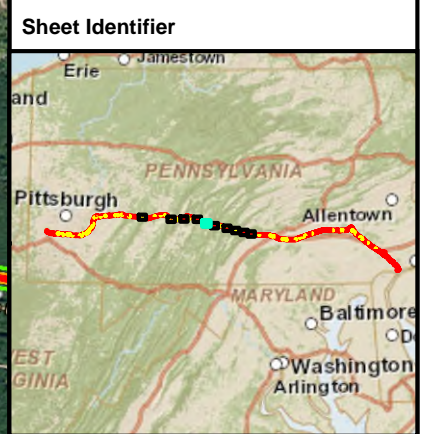 Sheet Identifier
Jamestown
Erie
and
PENNSYLVANIA
Pittsburgh
Allentown
MARYLAND
Baltimore
EST
GINIA
Washington
Arlington